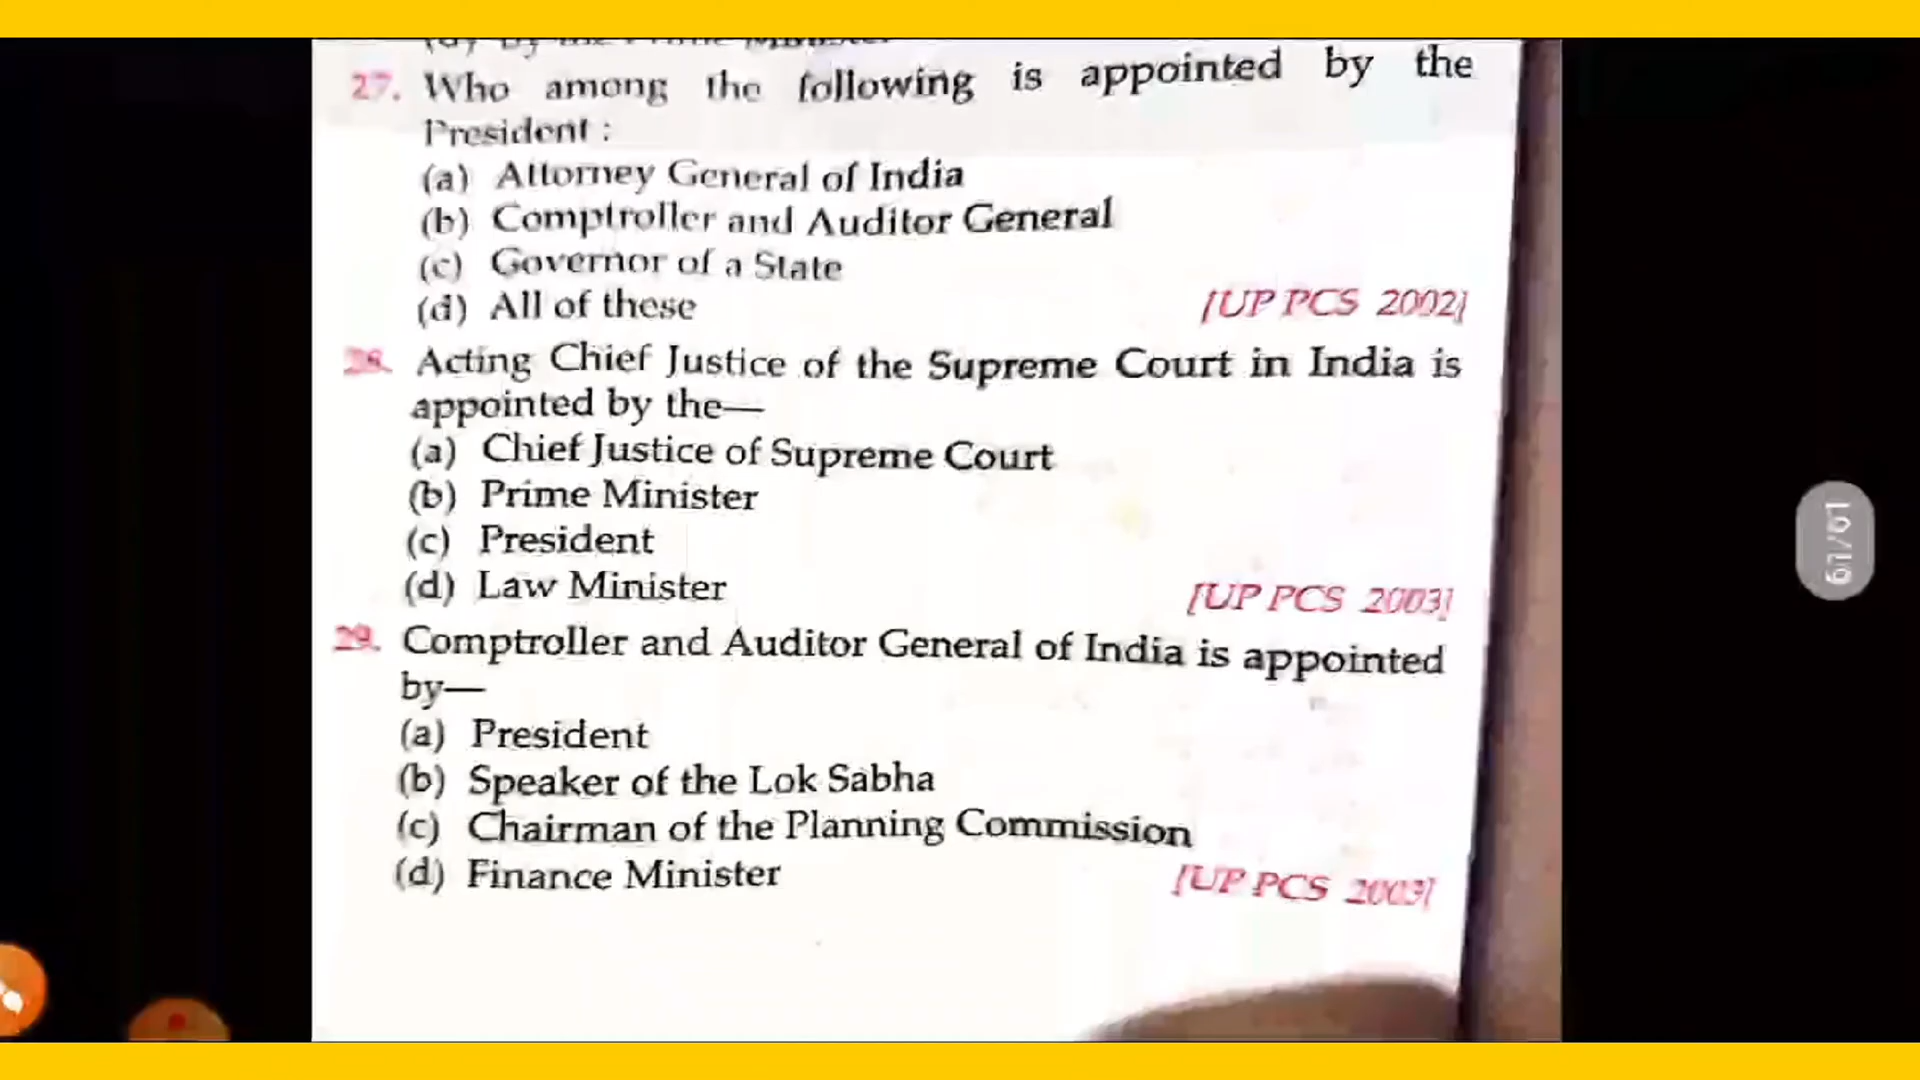 (d) By the Prime Minister
27. Who among the following is appointed by the
President :
(a) Attorney General of India
(b) Comptroller and Auditor General
(c) Governor of a State
(d) All of these [UP PCS 2002]
28. Acting Chief Justice of the Supreme Court in India is
appointed by the—
(a) Chief Justice of Supreme Court
(b) Prime Minister
(c) President
(d) Law Minister [UP PCS 2003]
29. Comptroller and Auditor General of India is appointed
by—
(a) President
(b) Speaker of the Lok Sabha
(c) Chairman of the Planning Commission
(d) Finance Minister [UP PCS 2003]